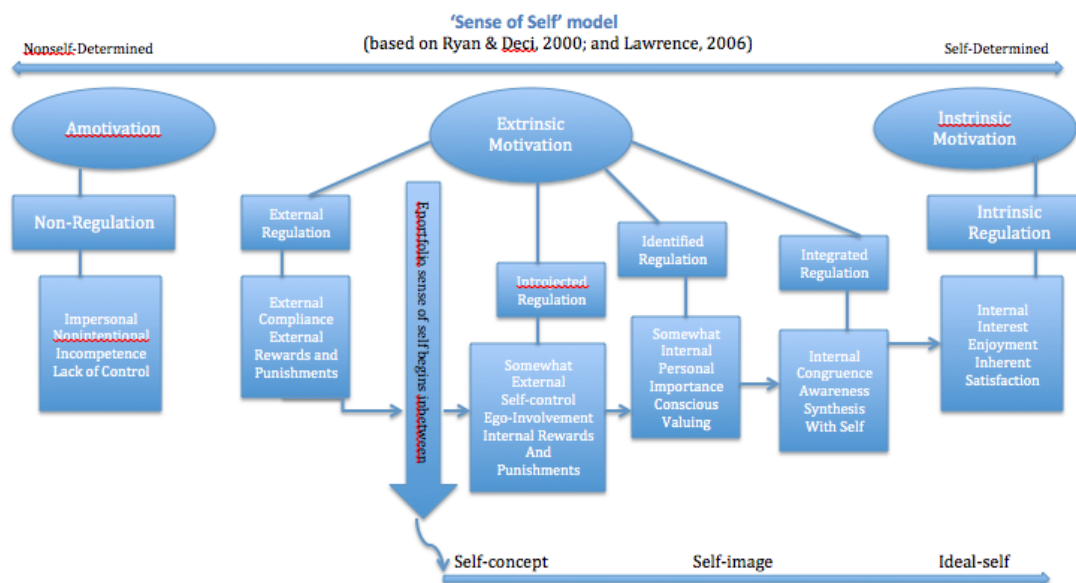 ‘Sense of Self’ model
(based on Ryan & Deci, 2000; and Lawrence, 2006)
Nonself-Determined
Self-Determined
Amotivation
Extrinsic
Motivation
Instrinsic
Motivation
Non-Regulation
External
Regulation
Eportfolio sense of self begins inbetween
Introjected
Regulation
Identified
Regulation
Integrated
Regulation
Intrinsic
Regulation
Impersonal
Nonintentional
Incompetence
Lack of Control
External
Compliance
External
Rewards and
Punishments
Somewhat
External
Self-control
Ego-Involvement
Internal Rewards
And
Punishments
Somewhat
Internal
Personal
Importance
Conscious
Valuing
Internal
Congruence
Awareness
Synthesis
With Self
Internal
Interest
Enjoyment
Inherent
Satisfaction
Self-concept
Self-image
Ideal-self